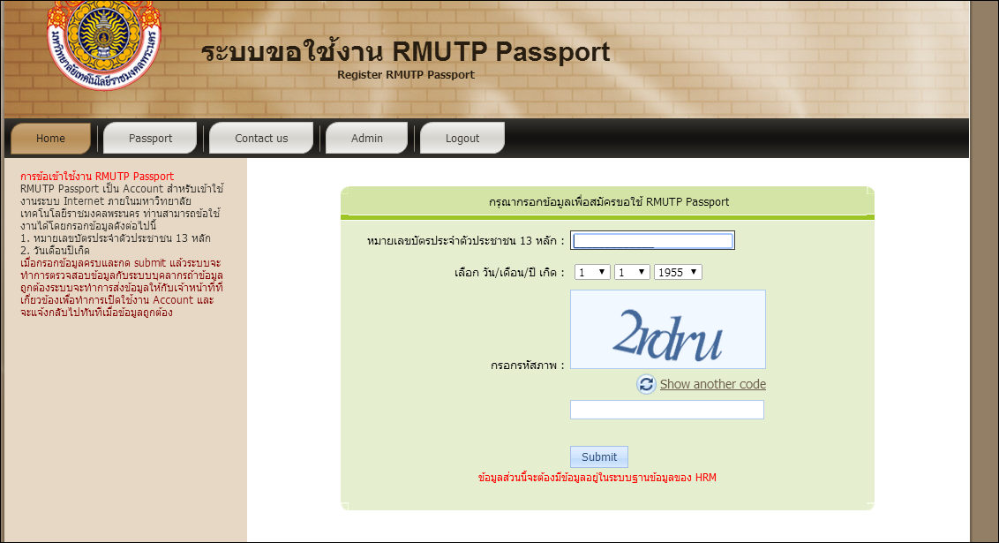 มหาวิทยาลัยเทคโนโลยีราชมงคลพระนคร
ระบบขอใช้งาน RMUTP Passport
Register RMUTP Passport
Home
Passport
Contact us
Admin
Logout
การข้อเข้าใช้งาน RMUTP Passport
RMUTP Passport เป็น Account สำหรับเข้าใช้
งานระบบ Internet ภายในมหาวิทยาลัย
เทคโนโลยีราชมงคลพระนคร ท่านสามารถข้อใช้
งานได้โดยกรอกข้อมูลดังต่อไปนี้
1. หมายเลขบัตรประจำตัวประชาชน 13 หลัก
2. วันเดือนปีเกิด
เมื่อกรอกข้อมูลครบและกด submit แล้วระบบจะ
ทำการตรวจสอบข้อมูลกับระบบบุคลากรถ้าข้อมูล
ถูกต้องระบบจะทำการส่งข้อมูลให้กับเจ้าหน้าที่ที่
เกี่ยวข้องเพื่อทำการเปิดใช้งาน Account และ
จะแจ้งกลับไปทันทีเมื่อข้อมูลถูกต้อง
กรุณากรอกข้อมูลเพื่อสมัครขอใช้ RMUTP Passport
หมายเลขบัตรประจำตัวประชาชน 13 หลัก :
เลือก วัน/เดือน/ปี เกิด : 1 1 1955
2rdru
กรอกรหัสภาพ :
Show another code
Submit
ข้อมูลส่วนนี้จะต้องมีข้อมูลอยู่ในระบบฐานข้อมูลของ HRM